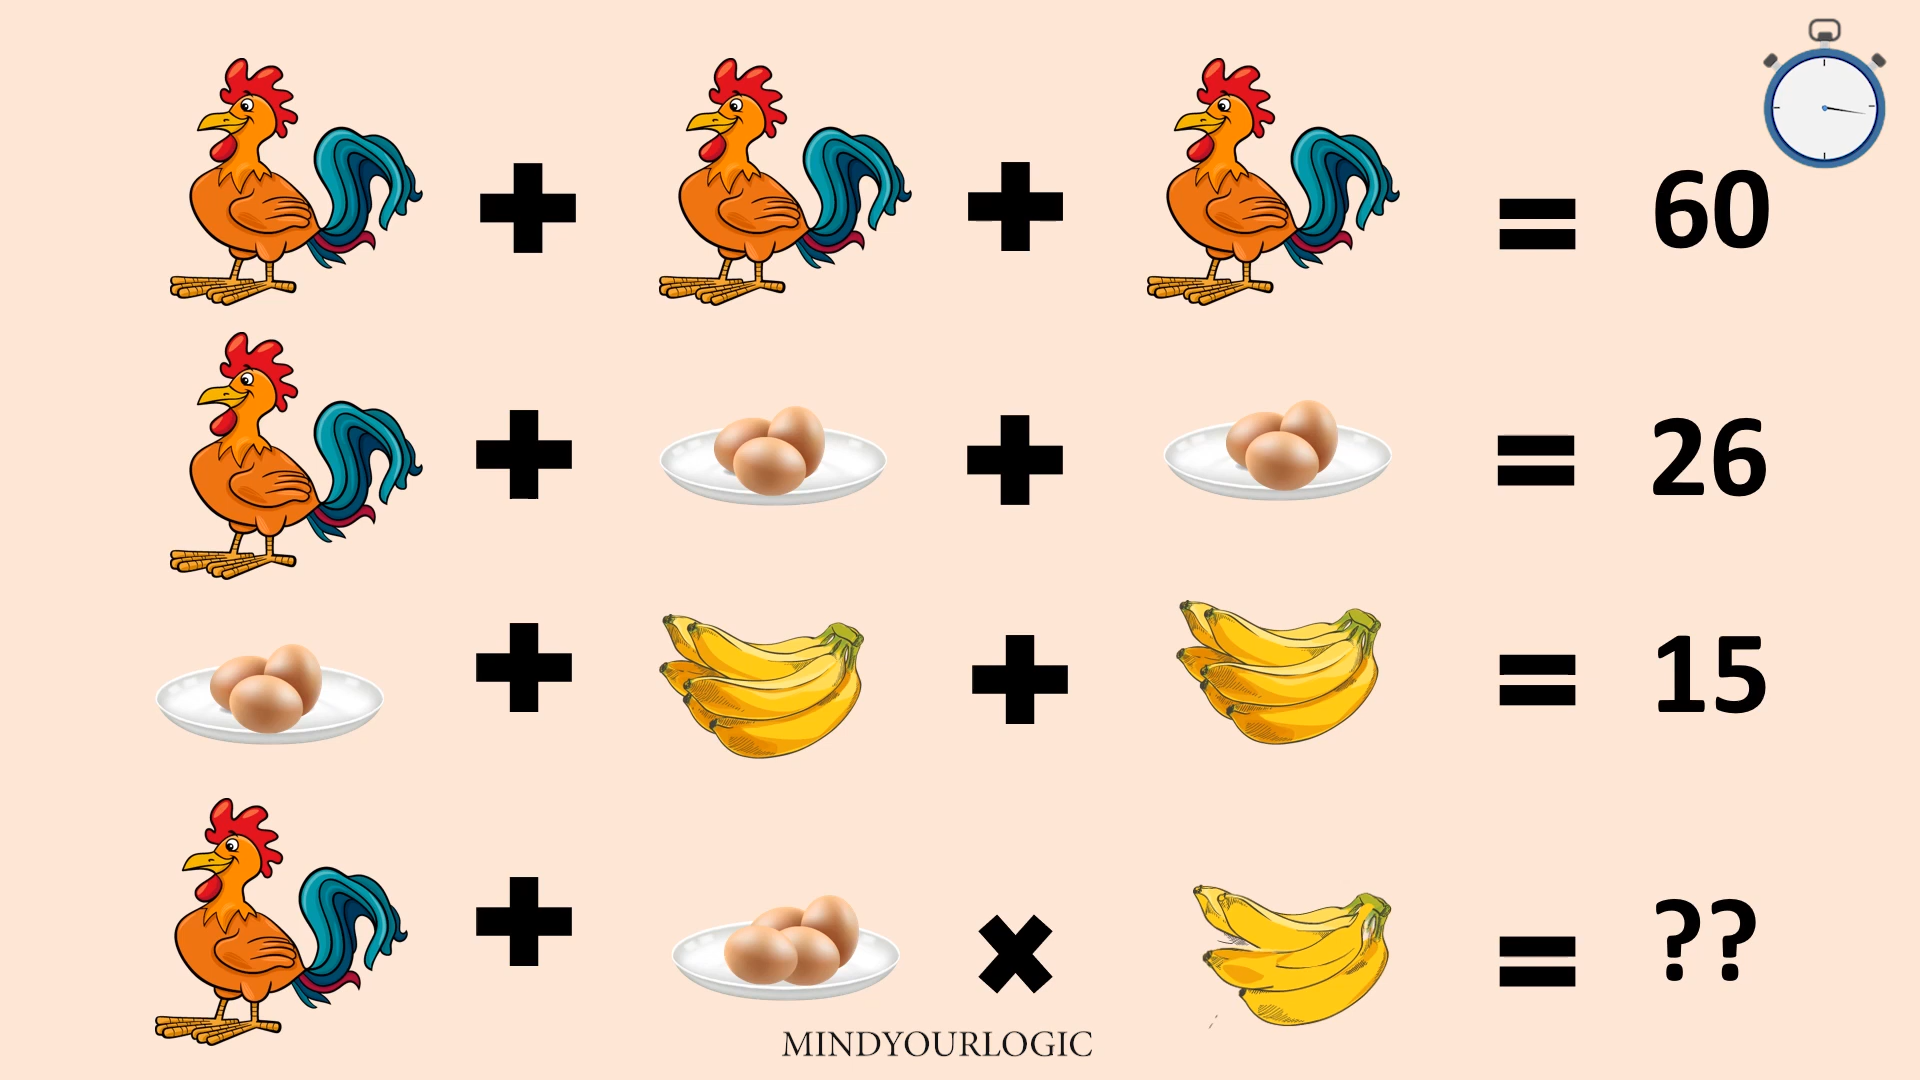 + + = 60
+ + = 26
+ + = 15
+ × = ??
MINDYOURLOGIC